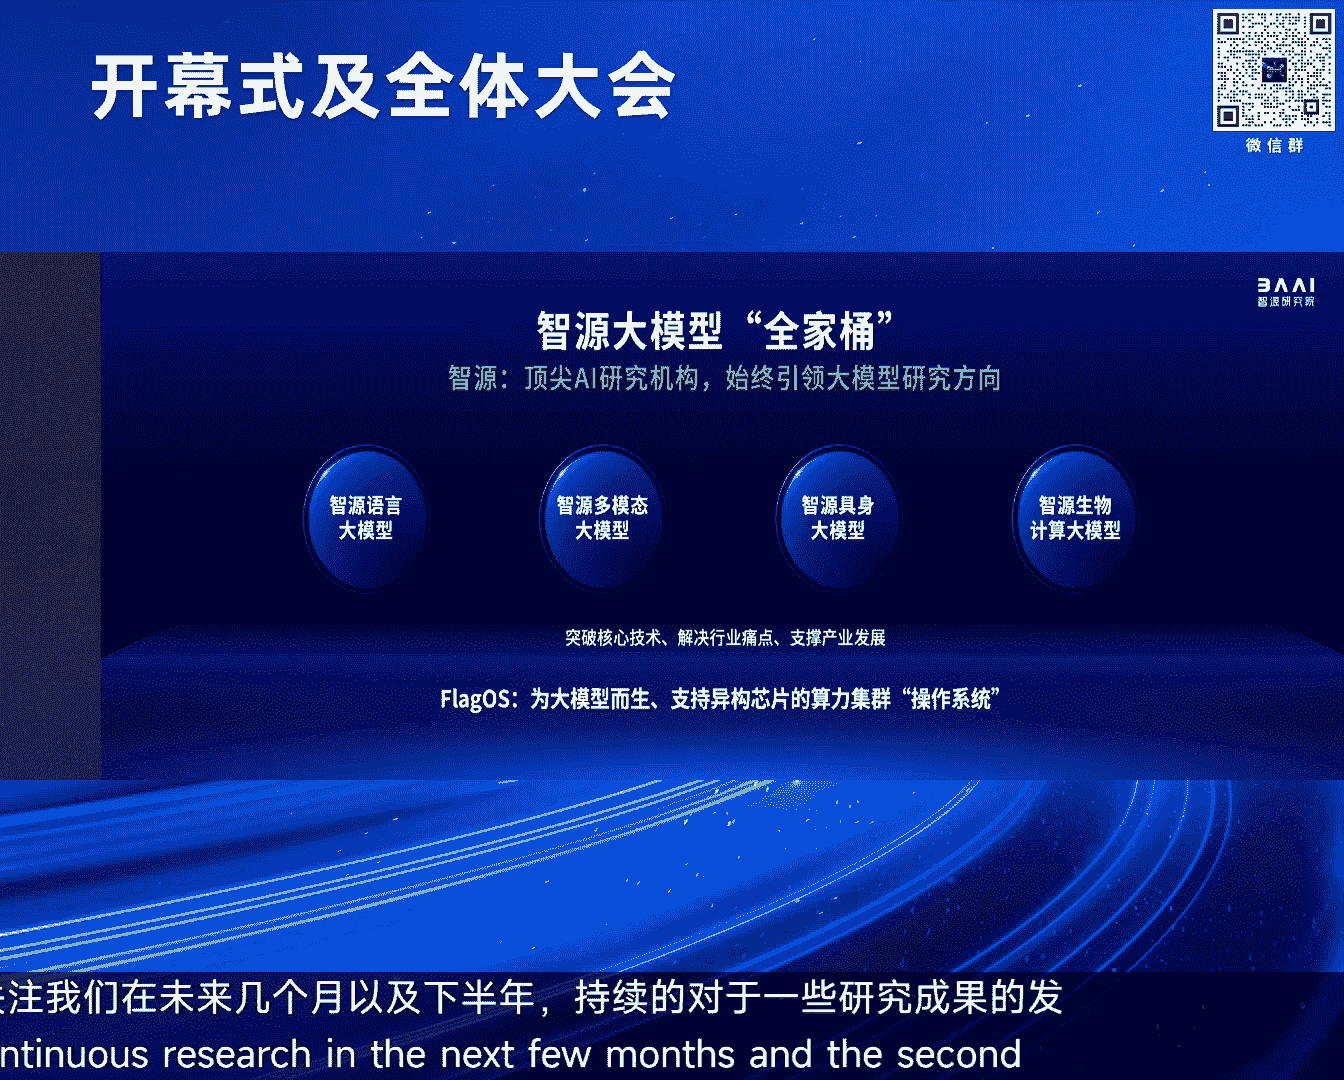 开幕式及全体大会
微信群
BAAI
智源研究院
智源大模型“全家桶”
智源：顶尖AI研究机构，始终引领大模型研究方向
智源语言
大模型
智源多模态
大模型
智源具身
大模型
智源生物
计算大模型
突破核心技术、解决行业痛点、支撑产业发展
FlagOS：为大模型而生、支持异构芯片的算力集群“操作系统”
注我们在未来几个月以及下半年，持续的对于一些研究成果的发
ntinuous research in the next few months and the second